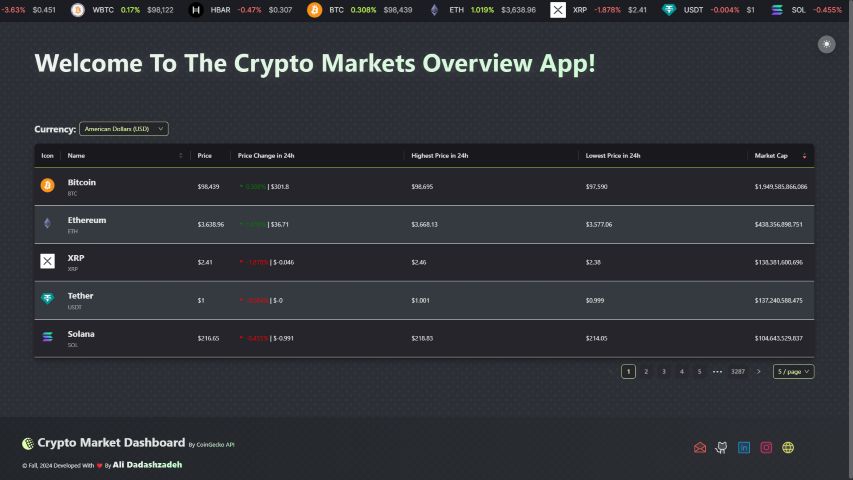 -3.63% $0.451 WBTC 0.17% $98,122 HBAR -0.47% $0.307 BTC 0.308% $98,439 ETH 1.019% $3,638.96 XRP -1.878% $2.41 USDT -0.004% $1 SOL -0.455%
Welcome To The Crypto Markets Overview App!
Currency: American Dollars (USD)
Icon Name Price Price Change in 24h Highest Price in 24h Lowest Price in 24h Market Cap
Bitcoin
BTC
$98,439 0.308% | $301.8 $98,695 $97,590 $1,949,585,866,086
Ethereum
ETH
$3,638.96 1.019% | $36.71 $3,668.13 $3,577.06 $438,356,898,751
XRP
XRP
$2.41 -1.878% | $-0.046 $2.46 $2.38 $138,381,600,696
Tether
USDT
$1 -0.004% | $-0 $1.001 $0.999 $137,240,588,475
Solana
SOL
$216.65 -0.455% | $-0.991 $218.83 $214.05 $104,643,529,837
1 2 3 4 5 ••• 3287 > 5 / page
Crypto Market Dashboard By CoinGecko API
© Fall, 2024 Developed With ❤ By Ali Dadashzadeh